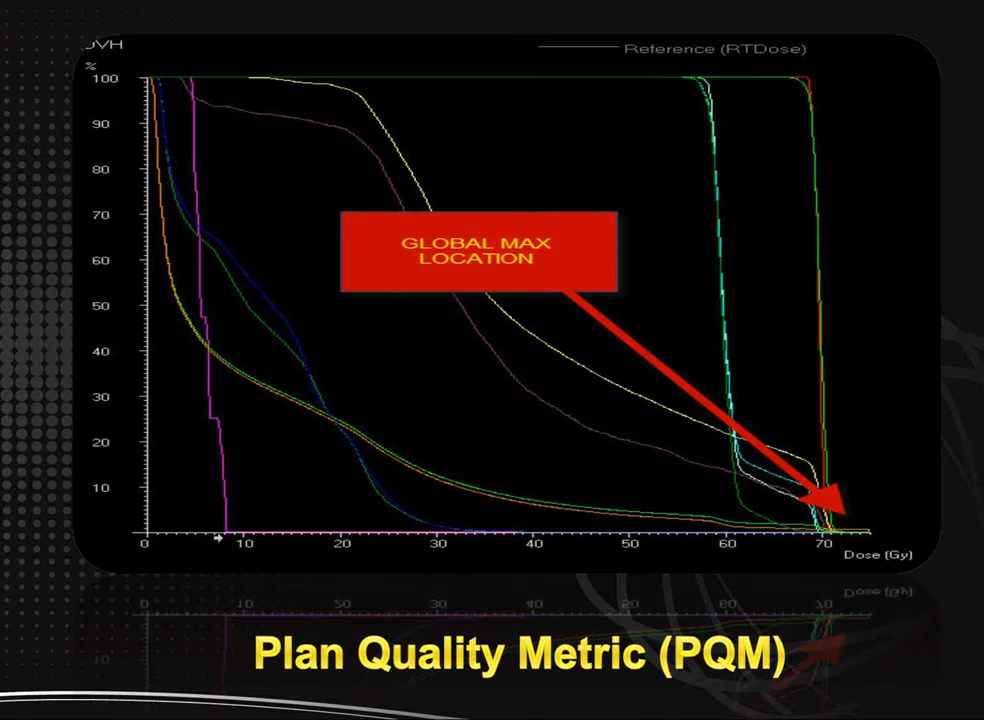 DVH
%
Reference (RTDose)
100
90
80
70
60
50
40
30
20
10
GLOBAL MAX
LOCATION
0 10 20 30 40 50 60 70
Dose (Gy)
Plan Quality Metric (PQM)